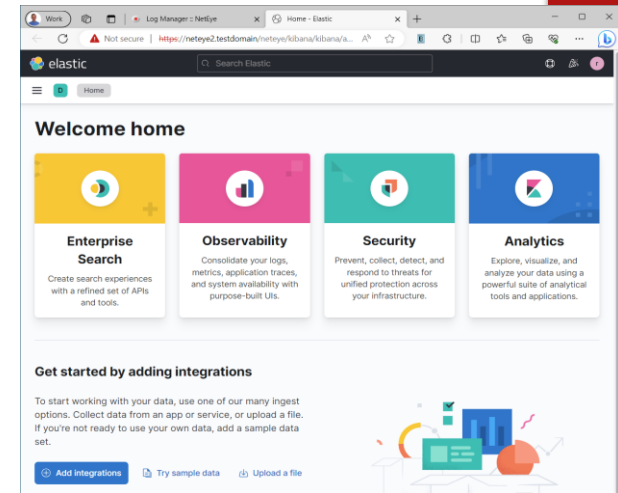 Work
Log Manager :: NetEye
Home - Elastic
Not secure
https://neteye2.testdomain/neteye/kibana/kibana/a...
elastic
Search Elastic
r
D
Home
Welcome home
Enterprise
Search
Create search experiences
with a refined set of APIs
and tools.
Observability
Consolidate your logs,
metrics, application traces,
and system availability with
purpose-built UIs.
Security
Prevent, collect, detect, and
respond to threats for
unified protection across
your infrastructure.
Analytics
Explore, visualize, and
analyze your data using a
powerful suite of analytical
tools and applications.
Get started by adding integrations
To start working with your data, use one of our many ingest
options. Collect data from an app or service, or upload a file.
If you're not ready to use your own data, add a sample data
set.
Add integrations
Try sample data
Upload a file